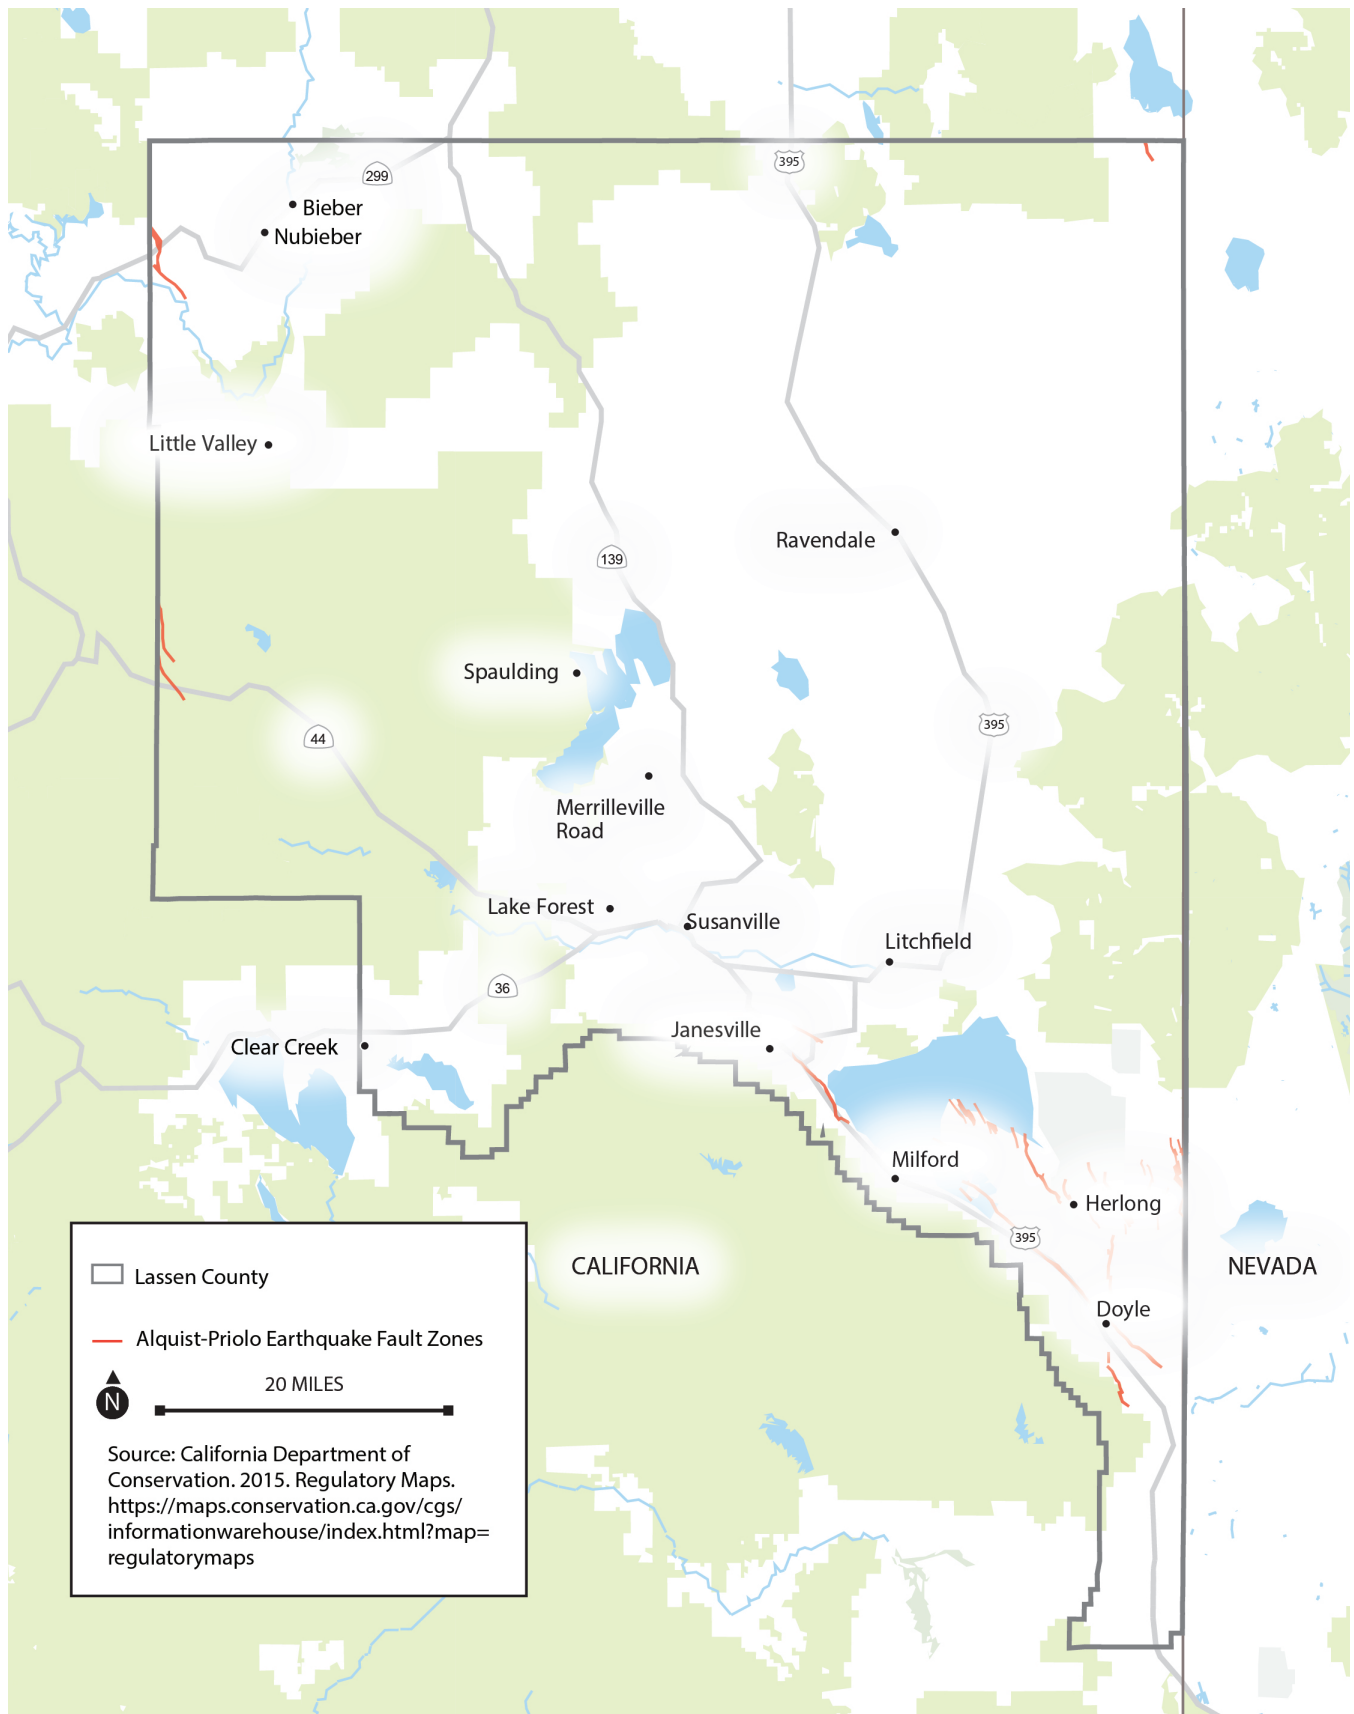 395
299
Bieber
Nubieber
Little Valley
Ravendale
139
Spaulding
395
44
Merrilleville
Road
Lake Forest
Susanville
Litchfield
36
Janesville
Clear Creek
Milford
Herlong
395
CALIFORNIA
NEVADA
Doyle
Lassen County
Alquist-Priolo Earthquake Fault Zones
N
20 MILES
Source: California Department of
Conservation. 2015. Regulatory Maps.
https://maps.conservation.ca.gov/cgs/
informationwarehouse/index.html?map=
regulatorymaps